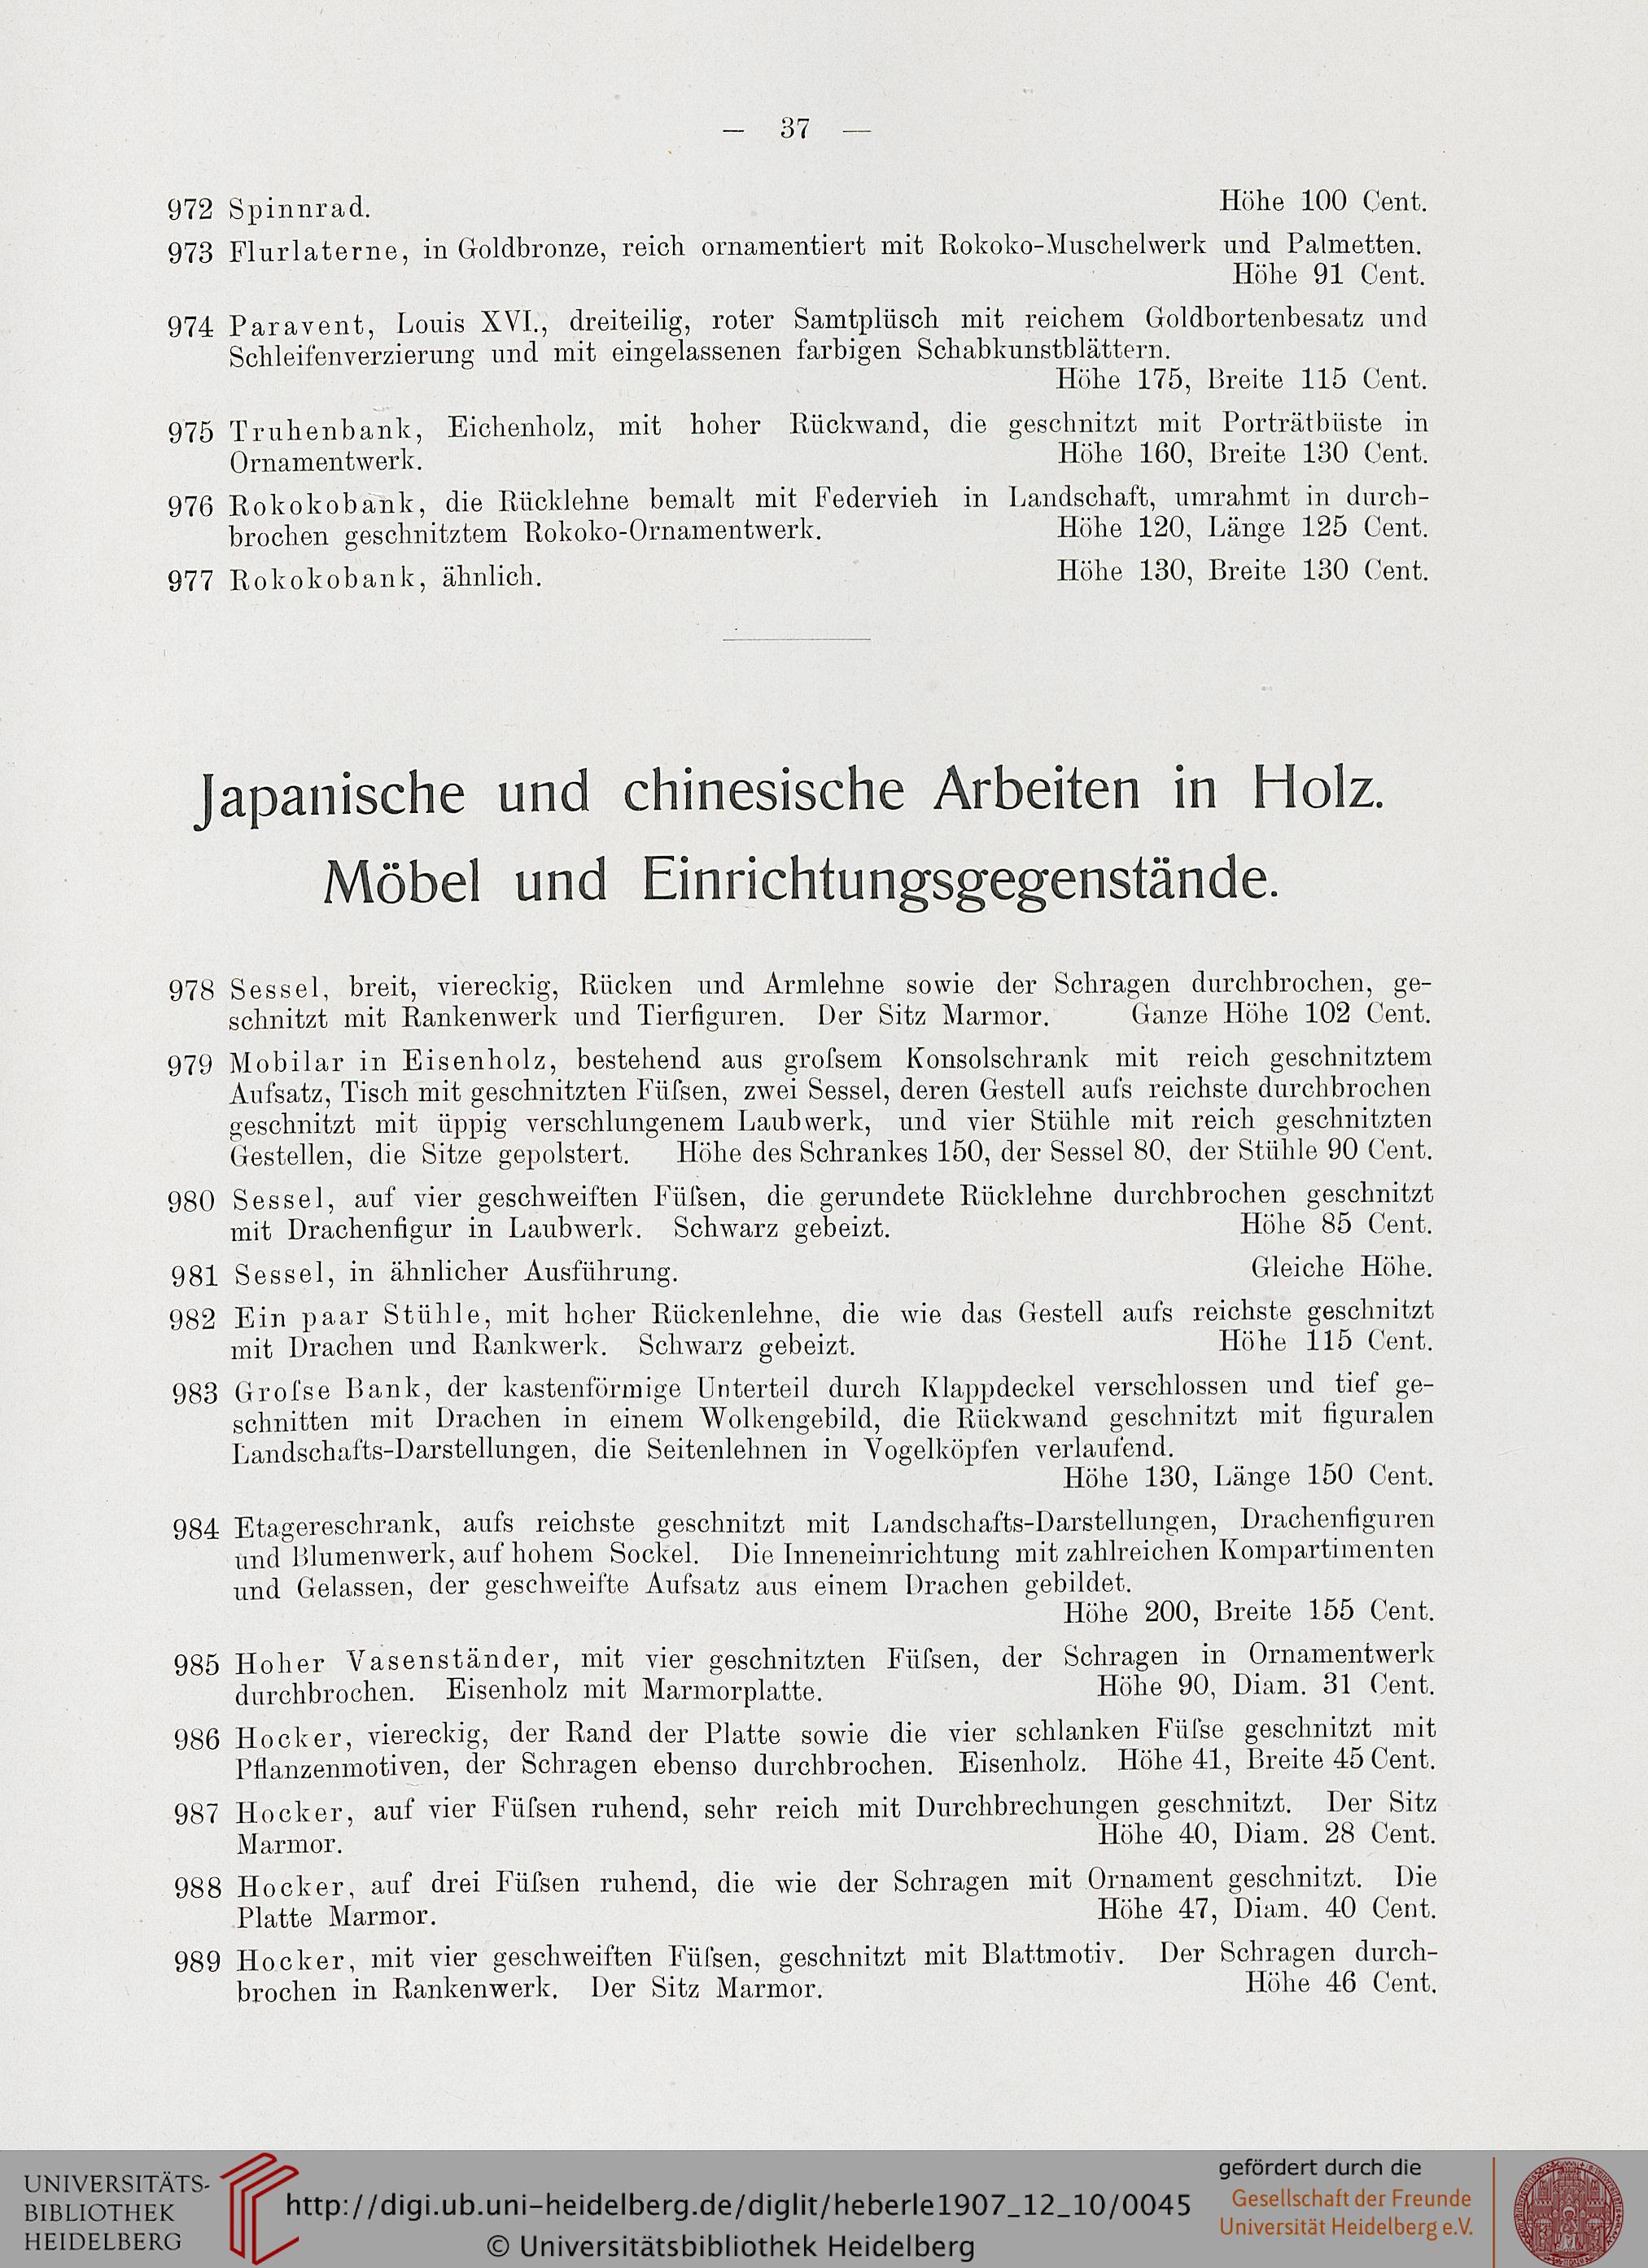 — 37 —
972 Spinnrad. Höhe 100 Cent.
973 Flurlaterne, in Goldbronze, reich ornamentiert mit Rokoko-Muschelwerk und Palmetten.
Höhe 91 Cent.
974 Paravent, Louis XVI., dreiteilig, roter Samtplüsch mit reichem Goldbortenbesatz und
Schleifenverzierung und mit eingelassenen farbigen Schabkunstblättern.
Höhe 175, Breite 115 Cent.
975 Truhenbank, Eichenholz, mit hoher Rückwand, die geschnitzt mit Porträtbüste in
Ornamentwerk. Höhe 160, Breite 130 Cent.
976 Rokokobank, die Rücklehne bemalt mit Federvieh in Landschaft, umrahmt in durch-
brochen geschnitztem Rokoko-Ornamentwerk. Höhe 120, Länge 125 Cent.
977 Rokokobank, ähnlich. Höhe 130, Breite 130 Cent.
Japanische und chinesische Arbeiten in Holz.
Möbel und Einrichtungsgegenstände.
978 Sessel, breit, viereckig, Rücken und Armlehne sowie der Schragen durchbrochen, ge-
schnitzt mit Rankenwerk und Tierfiguren. Der Sitz Marmor. Ganze Höhe 102 Cent.
979 Mobilar in Eisenholz, bestehend aus groſsem Konsolschrank mit reich geschnitztem
Aufsatz, Tisch mit geschnitzten Füſsen, zwei Sessel, deren Gestell aufs reichste durchbrochen
geschnitzt mit üppig verschlungenem Laubwerk, und vier Stühle mit reich geschnitzten
Gestellen, die Sitze gepolstert. Höhe des Schrankes 150, der Sessel 80, der Stühle 90 Cent.
980 Sessel, auf vier geschweiften Füſsen, die gerundete Rücklehne durchbrochen geschnitzt
mit Drachenfigur in Laubwerk. Schwarz gebeizt. Höhe 85 Cent.
981 Sessel, in ähnlicher Ausführung. Gleiche Höhe.
982 Ein paar Stühle, mit hoher Rückenlehne, die wie das Gestell aufs reichste geschnitzt
mit Drachen und Rankwerk. Schwarz gebeizt. Höhe 115 Cent.
983 Groſse Bank, der kastenförmige Unterteil durch Klappdeckel verschlossen und tief ge-
schnitten mit Drachen in einem Wolkengebild, die Rückwand geschnitzt mit figuralen
Landschafts-Darstellungen, die Seitenlehnen in Vogelköpfen verlaufend.
Höhe 130, Länge 150 Cent.
984 Etagereschrank, aufs reichste geschnitzt mit Landschafts-Darstellungen, Drachenfiguren
und Blumenwerk, auf hohem Sockel. Die Inneneinrichtung mit zahlreichen Kompartimenten
und Gelassen, der geschweifte Aufsatz aus einem Drachen gebildet.
Höhe 200, Breite 155 Cent.
985 Hoher Vasenständer, mit vier geschnitzten Füſsen, der Schragen in Ornamentwerk
durchbrochen. Eisenholz mit Marmorplatte. Höhe 90, Diam. 31 Cent.
986 Hocker, viereckig, der Rand der Platte sowie die vier schlanken Füſse geschnitzt mit
Pflanzenmotiven, der Schragen ebenso durchbrochen. Eisenholz. Höhe 41, Breite 45 Cent.
987 Hocker, auf vier Füſsen ruhend, sehr reich mit Durchbrechungen geschnitzt. Der Sitz
Marmor. Höhe 40, Diam. 28 Cent.
988 Hocker, auf drei Füſsen ruhend, die wie der Schragen mit Ornament geschnitzt. Die
Platte Marmor. Höhe 47, Diam. 40 Cent.
989 Hocker, mit vier geschweiften Füſsen, geschnitzt mit Blattmotiv. Der Schragen durch-
brochen in Rankenwerk. Der Sitz Marmor. Höhe 46 Cent.
UNIVERSITÄTS-
BIBLIOTHEK
HEIDELBERG
http://digi.ub.uni-heidelberg.de/diglit/heberle1907_12_10/0045
© Universitätsbibliothek Heidelberg
gefördert durch die
Gesellschaft der Freunde
Universität Heidelberg e.V.